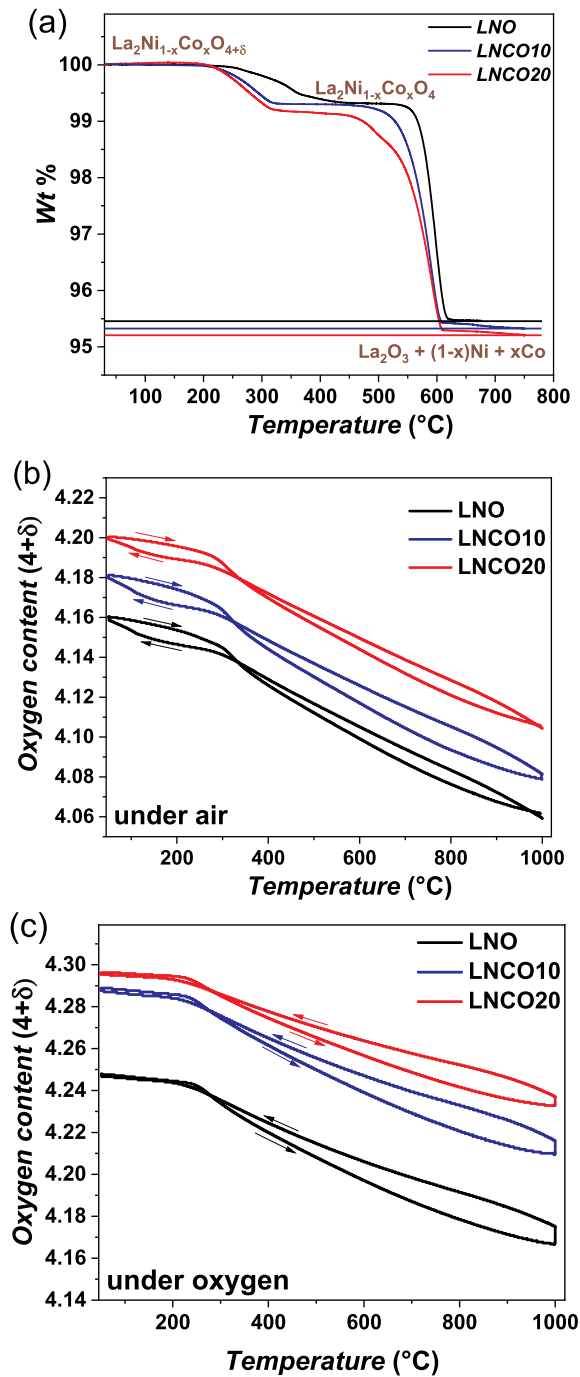 (a)
LNO
LNCO10
LNCO20
La₂Ni₁₋ₓCoₓO₄₊δ
La₂Ni₁₋ₓCoₓO₄
La₂O₃ + (1-x)Ni + xCo
100
99
98
97
96
95
Wt %
100 200 300 400 500 600 700 800
Temperature (°C)
(b)
LNO
LNCO10
LNCO20
4.22
4.20
4.18
4.16
4.14
4.12
4.10
4.08
4.06
Oxygen content (4+δ)
under air
200 400 600 800 1000
Temperature (°C)
(c)
LNO
LNCO10
LNCO20
4.30
4.28
4.26
4.24
4.22
4.20
4.18
4.16
4.14
Oxygen content (4+δ)
under oxygen
200 400 600 800 1000
Temperature (°C)